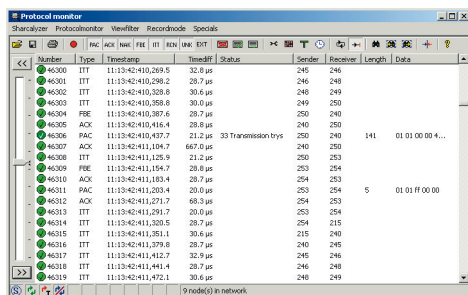 Protocol monitor
Sharcalyzer Protocolmonitor Viewfilter Recordmode Specials
PAC ACK NAK FBE ITT RCN UNK EXT
<< Number Type Timestamp Timediff Status Sender Receiver Length Data
46300 ITT 11:13:42:410,269.5 32.8 µs 245 246
46301 ITT 11:13:42:410,298.2 28.7 µs 246 248
46302 ITT 11:13:42:410,328.8 30.6 µs 248 249
46303 ITT 11:13:42:410,358.8 30.0 µs 249 250
46304 FBE 11:13:42:410,387.6 28.7 µs 250 240
46305 ACK 11:13:42:410,416.4 28.8 µs 240 250
46306 PAC 11:13:42:410,437.7 21.2 µs 33 Transmission trys 250 240 141 01 01 00 00 4...
46307 ACK 11:13:42:411,104.7 667.0 µs 240 250
46308 ITT 11:13:42:411,125.9 21.2 µs 250 253
46309 FBE 11:13:42:411,154.7 28.8 µs 253 254
46310 ACK 11:13:42:411,183.4 28.7 µs 254 253
46311 PAC 11:13:42:411,203.4 20.0 µs 253 254 5 01 01 ff 00 00
46312 ACK 11:13:42:411,271.7 68.3 µs 254 253
46313 ITT 11:13:42:411,291.7 20.0 µs 253 254
46314 ITT 11:13:42:411,320.5 28.7 µs 254 215
46315 ITT 11:13:42:411,351.1 30.6 µs 215 240
46316 ITT 11:13:42:411,379.8 28.7 µs 240 245
46317 ITT 11:13:42:411,412.7 32.9 µs 245 246
46318 ITT 11:13:42:411,441.4 28.7 µs 246 248
>> 46319 ITT 11:13:42:411,472.1 30.6 µs 248 249
9 node(s) in network